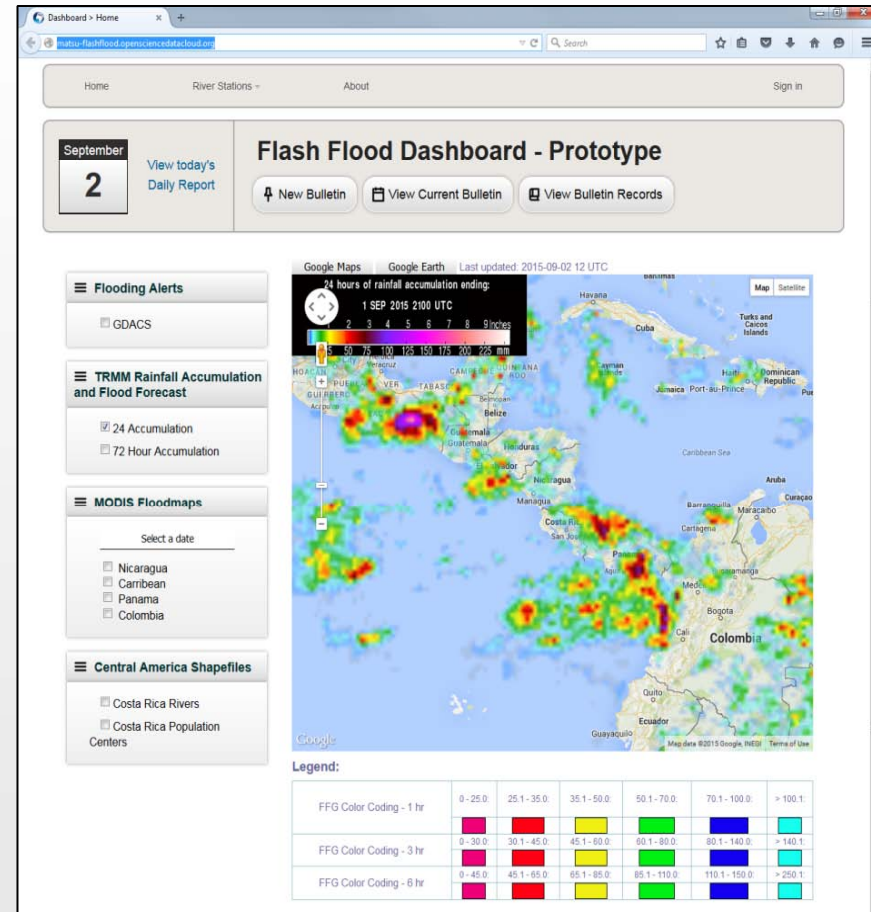 Dashboard > Home
matsu-flashflood.opensciencedatacloud.org
Search
Home River Stations About Sign in
September
2
View today's
Daily Report
Flash Flood Dashboard - Prototype
New Bulletin View Current Bulletin View Bulletin Records
Flooding Alerts
GDACS
TRMM Rainfall Accumulation
and Flood Forecast
24 Accumulation
72 Hour Accumulation
MODIS Floodmaps
Select a date
Nicaragua
Carribean
Panama
Colombia
Central America Shapefiles
Costa Rica Rivers
Costa Rica Population
Centers
Google Maps Google Earth Last updated: 2015-09-02 12 UTC
24 hours of rainfall accumulation ending:
1 SEP 2015 2100 UTC
2 3 4 5 6 7 8 9 inches
50 75 100 125 150 175 200 225 mm
Map Satellite
Bahamas
Havana
Cuba
Turks and
Caicos
Islands
Cayman
Haiti Dominican
Republic
Jamaica Port-au-Prince
Veracruz
VER. TABASCO
Belmopan
Belize
Guatemala
Guatemala
Honduras
Nicaragua
Managua
Caribbean Sea
Aruba
Curaçao
Barranquilla
Maracaibo
Cartagena
Costa Rica
San José
Bogota
Cali
Colombia
Quito
Ecuador
Guayaquil
Google
Map data ©2015 Google, INEGI Terms of Use
Legend:
FFG Color Coding - 1 hr 0 - 25.0: 25.1 - 35.0: 35.1 - 50.0: 50.1 - 70.0: 70.1 - 100.0: > 100.1:
FFG Color Coding - 3 hr 0 - 30.0: 30.1 - 45.0: 45.1 - 60.0: 60.1 - 80.0: 80.1 - 140.0: > 140.1:
FFG Color Coding - 6 hr 0 - 45.0: 45.1 - 65.0: 65.1 - 85.0: 85.1 - 110.0: 110.1 - 150.0: > 250.1: